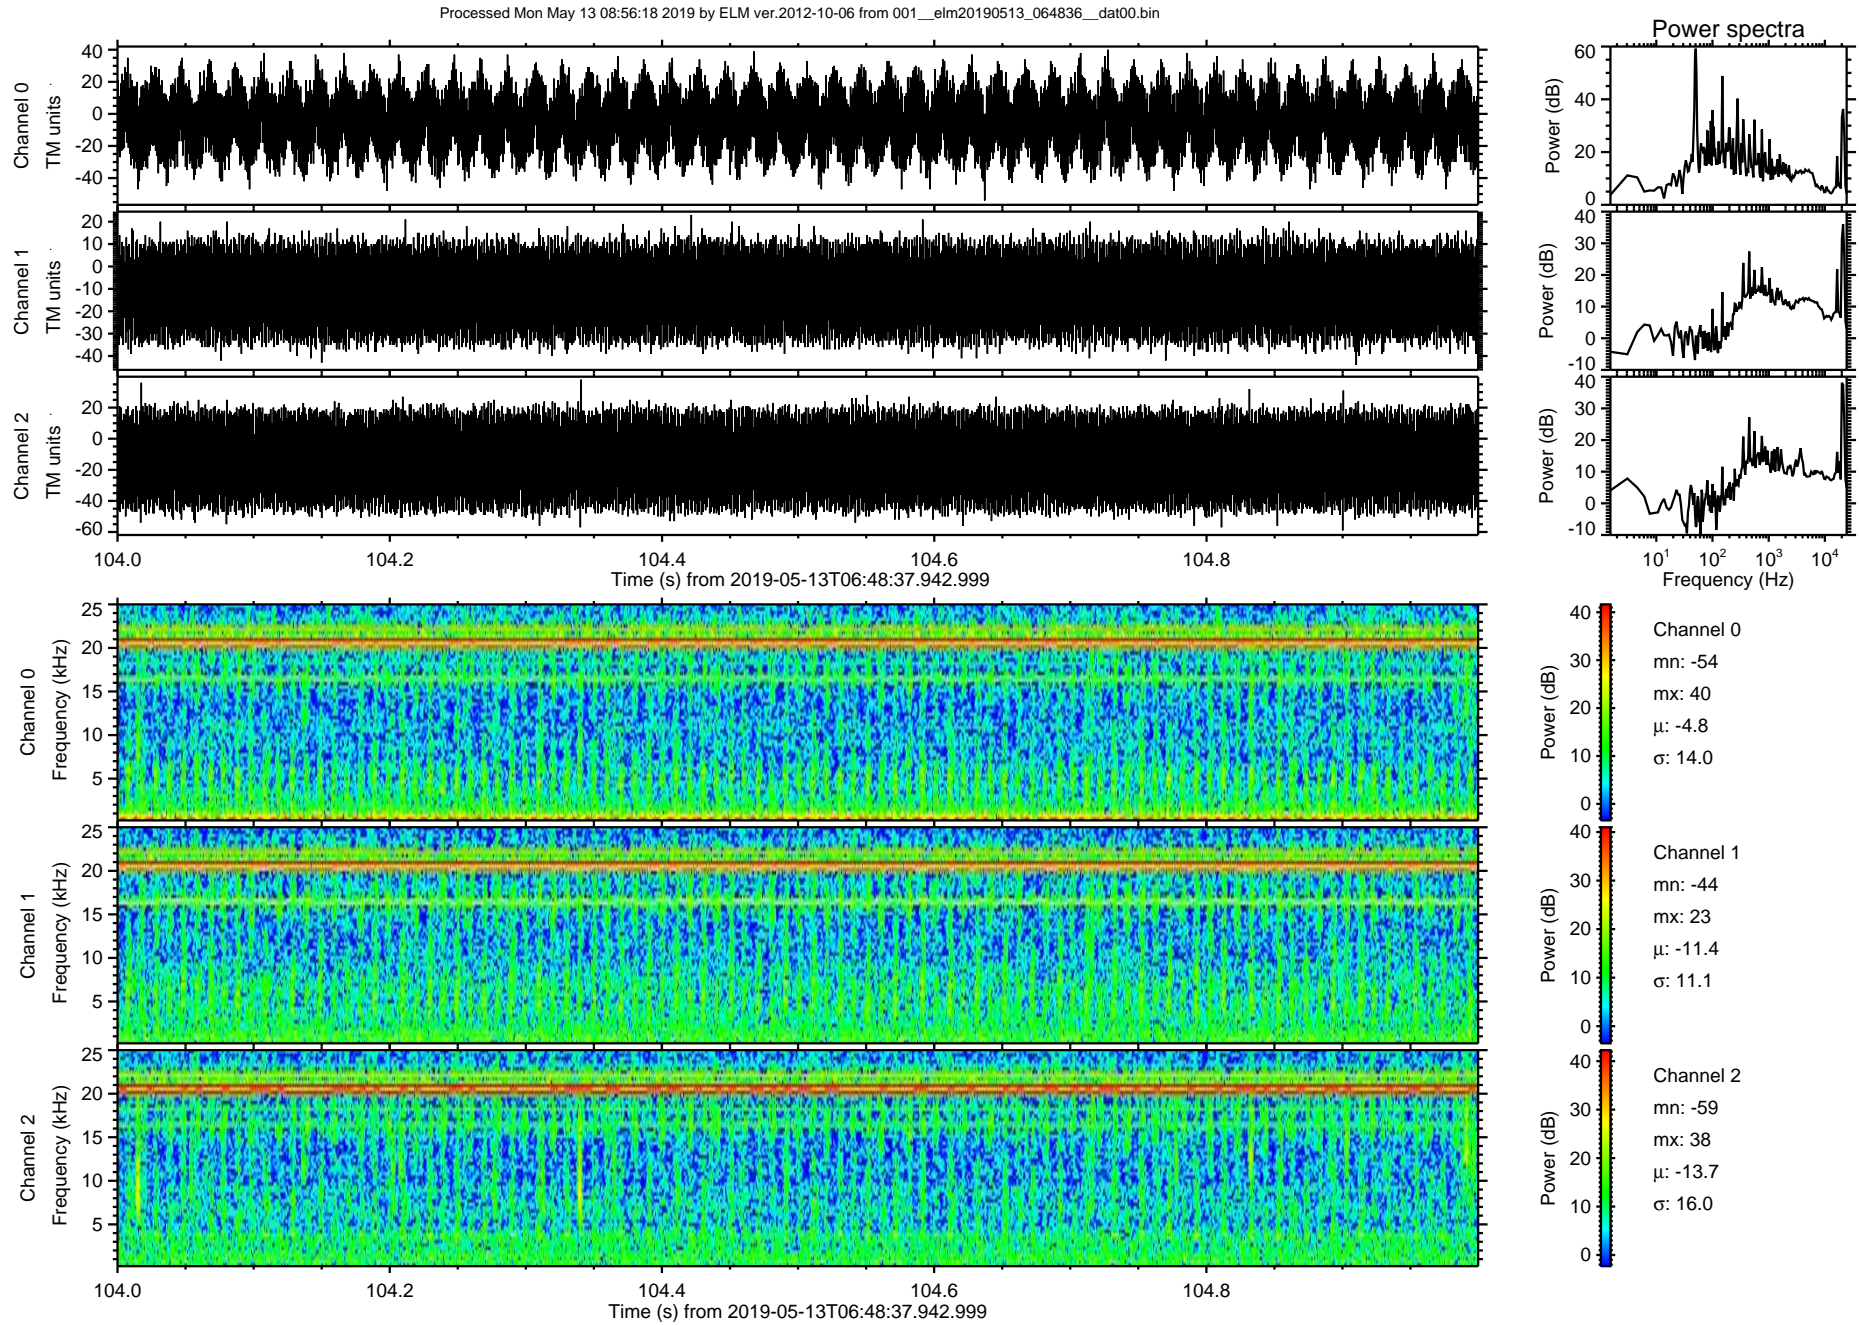 Processed Mon May 13 08:56:18 2019 by ELM ver.2012-10-06 from 001__elm20190513_064836__dat00.bin
Power spectra
Channel 0
TM units
40
20
0
-20
-40
Power (dB)
60
40
20
0
Channel 1
TM units
20
10
0
-10
-20
-30
-40
Power (dB)
40
30
20
10
0
-10
Channel 2
TM units
20
0
-20
-40
-60
Power (dB)
40
30
20
10
0
-10
104.0 104.2 104.4 104.6 104.8
Time (s) from 2019-05-13T06:48:37.942.999
10¹ 10² 10³ 10⁴
Frequency (Hz)
Channel 0
Frequency (kHz)
25
20
15
10
5
Power (dB)
40
30
20
10
0
Channel 0
mn: -54
mx: 40
μ: -4.8
σ: 14.0
Channel 1
Frequency (kHz)
25
20
15
10
5
Power (dB)
40
30
20
10
0
Channel 1
mn: -44
mx: 23
μ: -11.4
σ: 11.1
Channel 2
Frequency (kHz)
25
20
15
10
5
Power (dB)
40
30
20
10
0
Channel 2
mn: -59
mx: 38
μ: -13.7
σ: 16.0
104.0 104.2 104.4 104.6 104.8
Time (s) from 2019-05-13T06:48:37.942.999